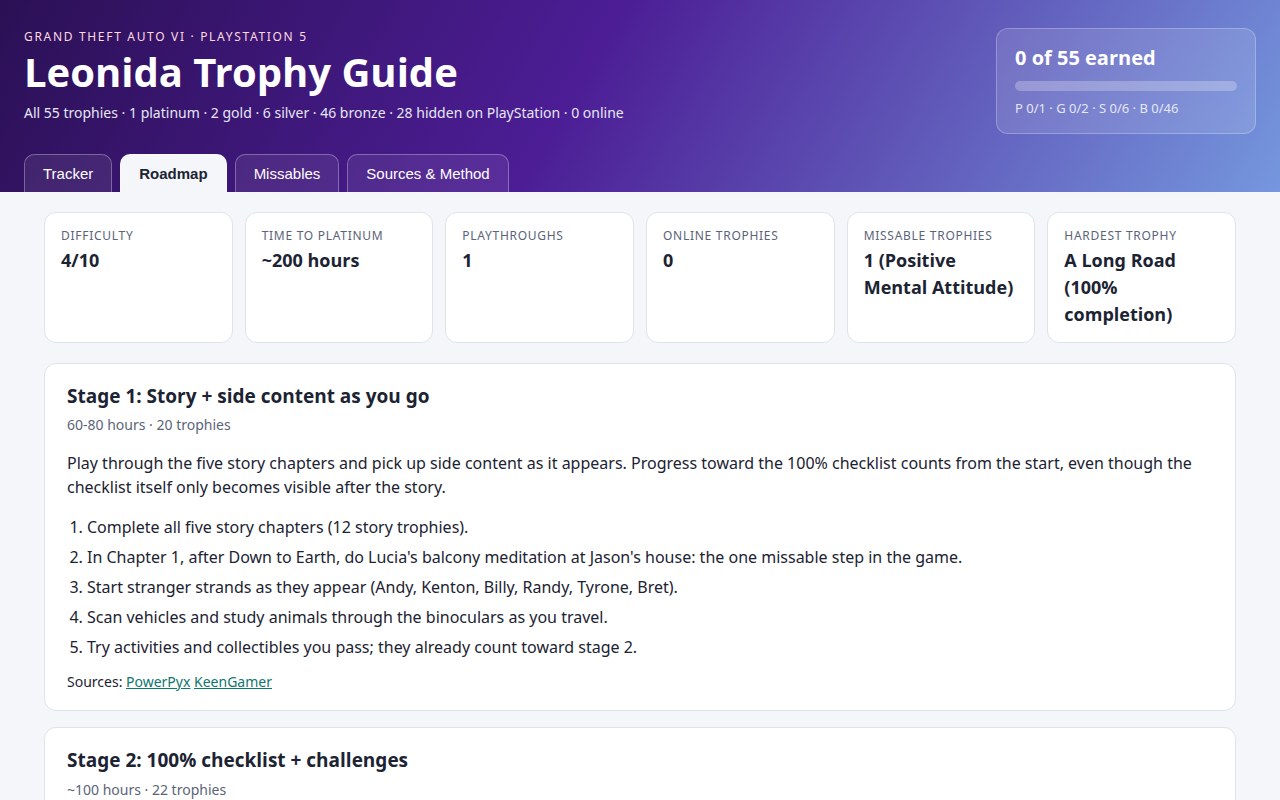 GRAND THEFT AUTO VI · PLAYSTATION 5
Leonida Trophy Guide
All 55 trophies · 1 platinum · 2 gold · 6 silver · 46 bronze · 28 hidden on PlayStation · 0 online
0 of 55 earned
P 0/1 · G 0/2 · S 0/6 · B 0/46
Tracker
Roadmap
Missables
Sources & Method
DIFFICULTY
4/10
TIME TO PLATINUM
~200 hours
PLAYTHROUGHS
1
ONLINE TROPHIES
0
MISSABLE TROPHIES
1 (Positive
Mental Attitude)
HARDEST TROPHY
A Long Road
(100%
completion)
Stage 1: Story + side content as you go
60-80 hours · 20 trophies
Play through the five story chapters and pick up side content as it appears. Progress toward the 100% checklist counts from the start, even though the
checklist itself only becomes visible after the story.
1. Complete all five story chapters (12 story trophies).
2. In Chapter 1, after Down to Earth, do Lucia's balcony meditation at Jason's house: the one missable step in the game.
3. Start stranger strands as they appear (Andy, Kenton, Billy, Randy, Tyrone, Bret).
4. Scan vehicles and study animals through the binoculars as you travel.
5. Try activities and collectibles you pass; they already count toward stage 2.
Sources: PowerPyx KeenGamer
Stage 2: 100% checklist + challenges
~100 hours · 22 trophies